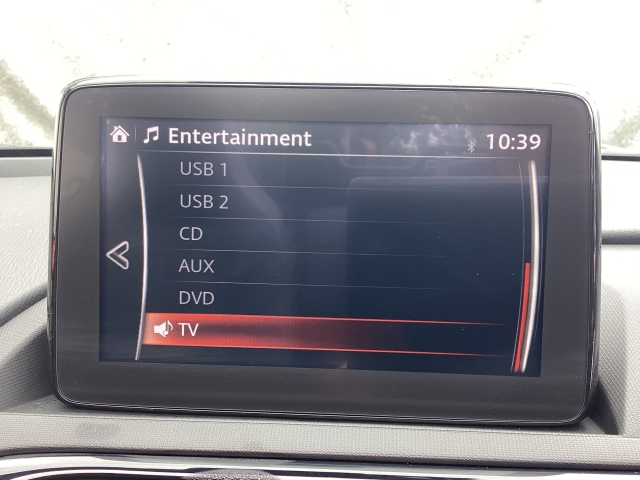 Entertainment 10:39
USB 1
USB 2
CD
AUX
DVD
TV